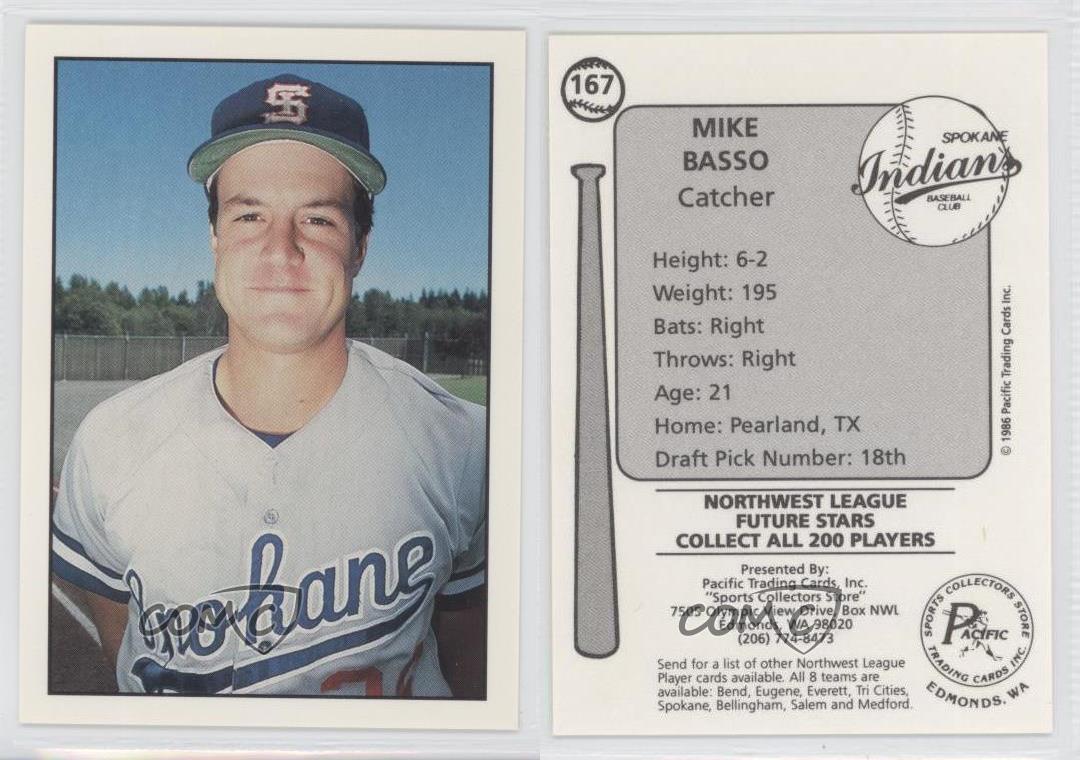 Spokane
167
MIKE
BASSO
Catcher
SPOKANE
Indians
BASEBALL
CLUB
Height: 6-2
Weight: 195
Bats: Right
Throws: Right
Age: 21
Home: Pearland, TX
Draft Pick Number: 18th
© 1986 Pacific Trading Cards Inc.
NORTHWEST LEAGUE
FUTURE STARS
COLLECT ALL 200 PLAYERS
Presented By:
Pacific Trading Cards, Inc.
"Sports Collectors Store"
7505 Olympic View Drive, Box NWL
Edmonds, WA 98020
(206) 774-8473
Send for a list of other Northwest League
Player cards available. All 8 teams are
available: Bend, Eugene, Everett, Tri Cities,
Spokane, Bellingham, Salem and Medford.
SPORTS COLLECTORS STORE
PACIFIC
TRADING CARDS INC.
EDMONDS, WA